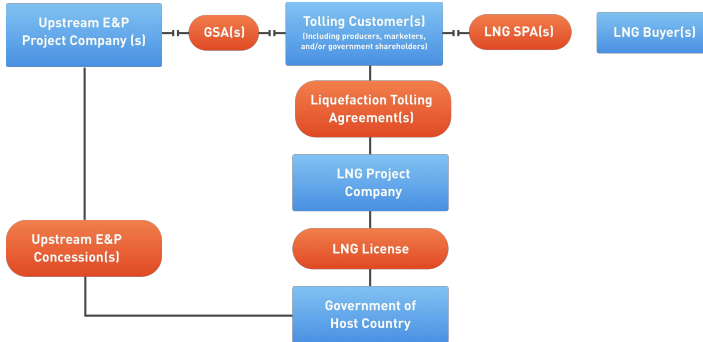 Upstream E&P
Project Company (s)
GSA(s)
Tolling Customer(s)
(Including producers, marketers,
and/or government shareholders)
LNG SPA(s)
LNG Buyer(s)
Liquefaction Tolling
Agreement(s)
LNG Project
Company
Upstream E&P
Concession(s)
LNG License
Government of
Host Country